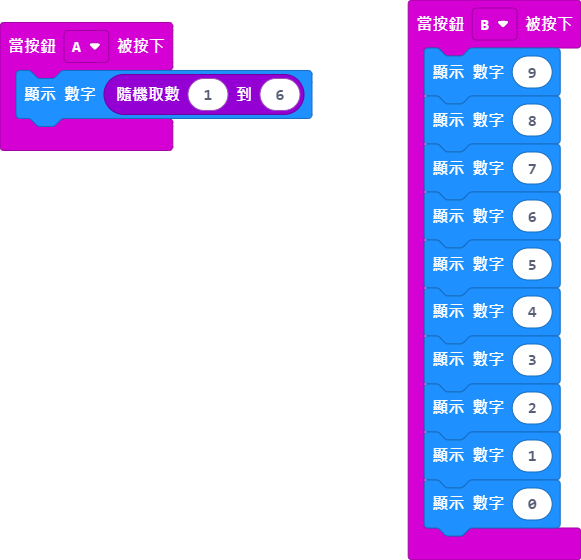 當按鈕 A 被按下
顯示 數字 隨機取數 1 到 6
當按鈕 B 被按下
顯示 數字 9
顯示 數字 8
顯示 數字 7
顯示 數字 6
顯示 數字 5
顯示 數字 4
顯示 數字 3
顯示 數字 2
顯示 數字 1
顯示 數字 0